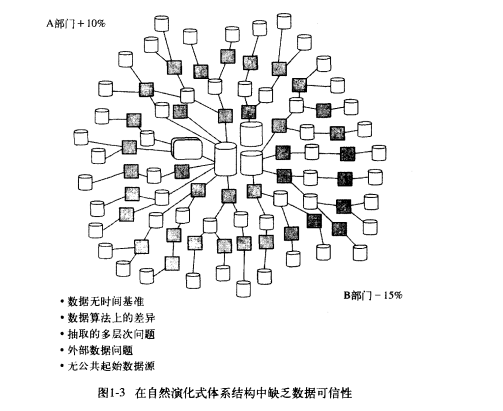 A部门+10%
B部门-15%
•数据无时间基准
•数据算法上的差异
•抽取的多层次问题
•外部数据问题
•无公共起始数据源
图1-3 在自然演化式体系结构中缺乏数据可信性